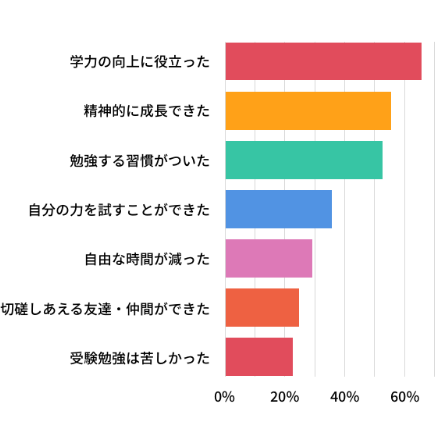 学力の向上に役立った
精神的に成長できた
勉強する習慣がついた
自分の力を試すことができた
自由な時間が減った
切磋しあえる友達・仲間ができた
受験勉強は苦しかった
0% 20% 40% 60%